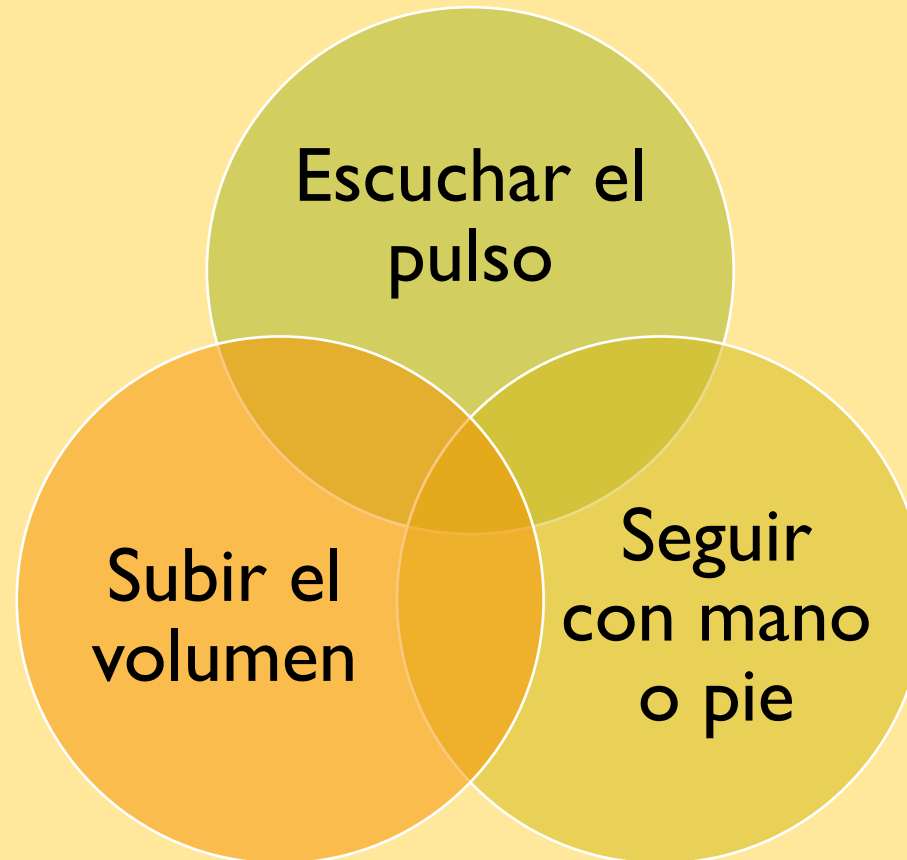 Escuchar el
pulso
Subir el
volumen
Seguir
con mano
o pie